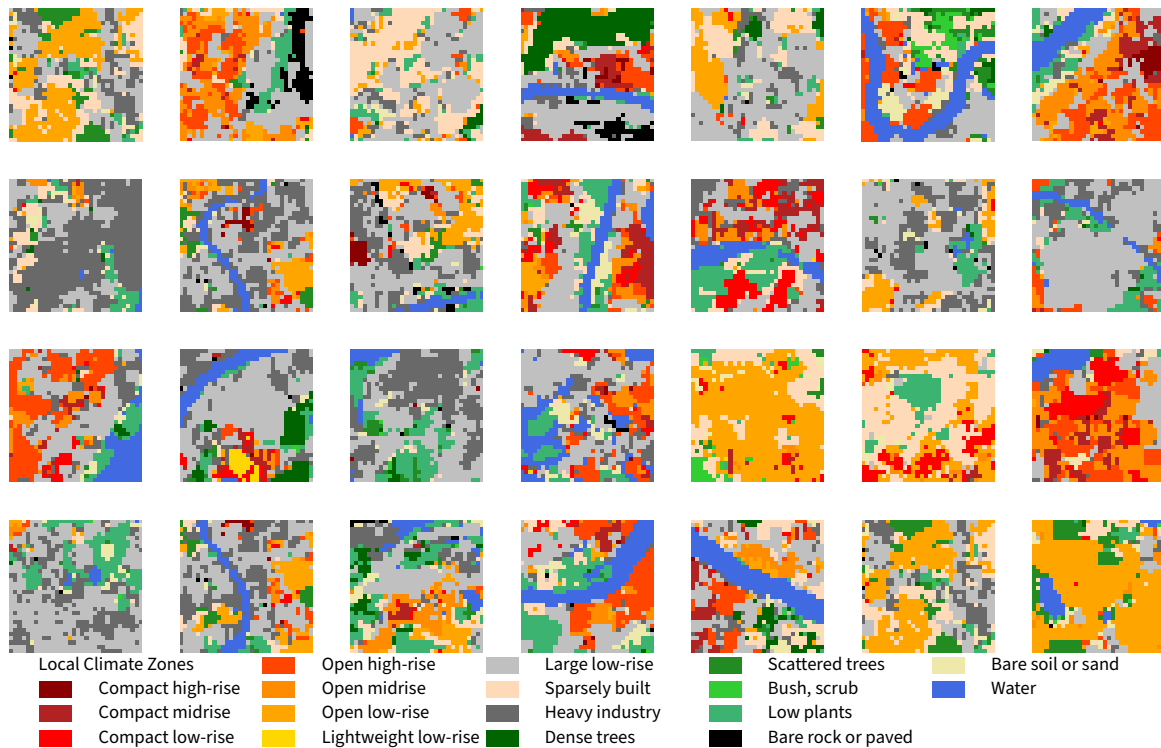 Local Climate Zones
Compact high-rise
Compact midrise
Compact low-rise
Open high-rise
Open midrise
Open low-rise
Lightweight low-rise
Large low-rise
Sparsely built
Heavy industry
Dense trees
Scattered trees
Bush, scrub
Low plants
Bare rock or paved
Bare soil or sand
Water